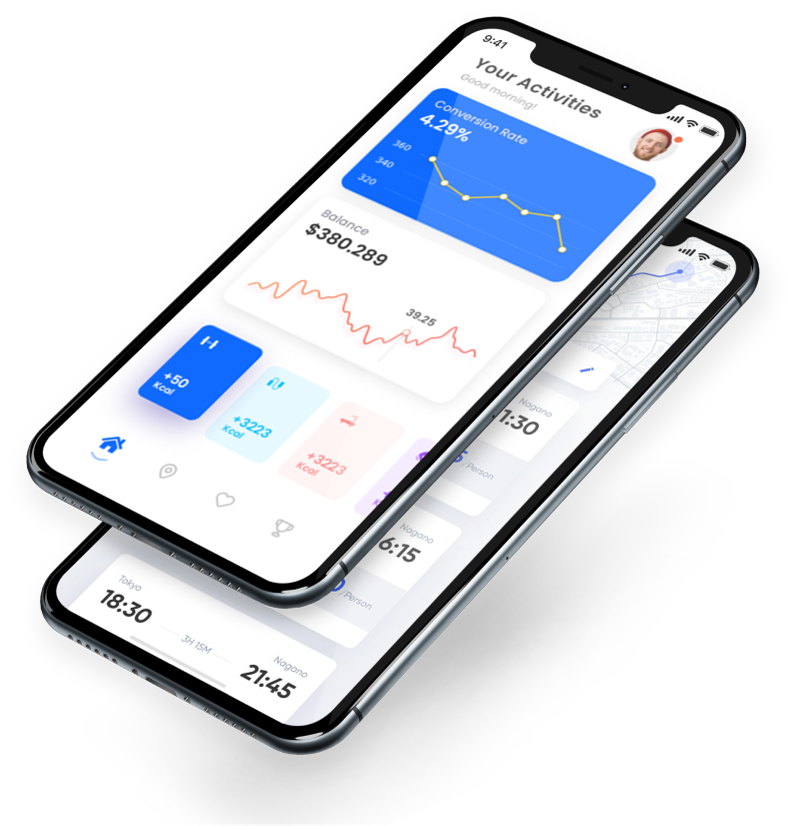 9:41
Your Activities
Good morning!
Conversion Rate
4.29%
360
340
320
Balance
$380.289
39.25
+50
Kcal
+3223
Kcal
+3223
Kcal
Nagano
1:30
/Person
Nagano
6:15
/Person
Tokyo
18:30
3H 15M
Nagano
21:45